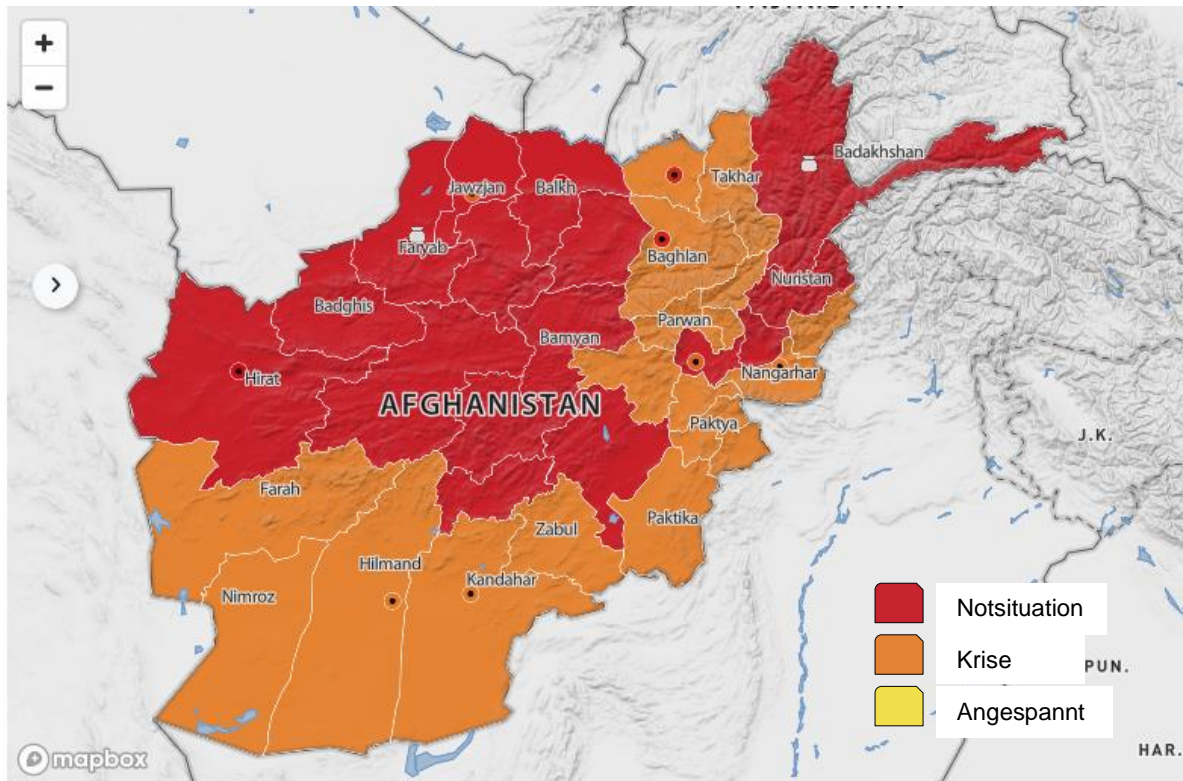 TAJIKISTAN
+
−
Badakhshan
Takhar
Jawzjan
Balkh
Faryab
Baghlan
Nuristan
Badghis
Parwan
Bamyan
Hirat
Nangarhar
AFGHANISTAN
Paktya
J.K.
Farah
Paktika
Zabul
Hilmand
Kandahar
Nimroz
Notsituation
Krise
PUN.
Angespannt
HAR.
mapbox